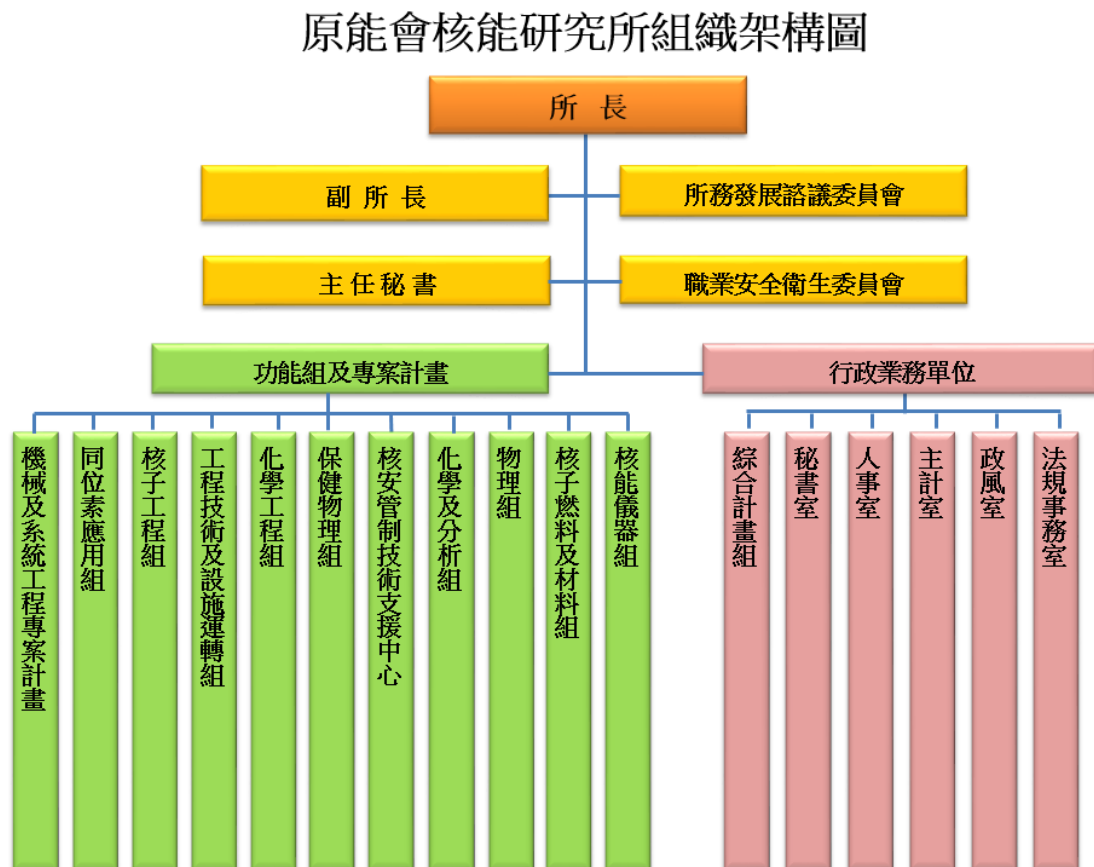 原能會核能研究所組織架構圖
所 長
副 所 長
所務發展諮議委員會
主 任 秘 書
職業安全衛生委員會
功能組及專案計畫
行政業務單位
機械及系統工程專案計畫
同位素應用組
核子工程組
工程技術及設施運轉組
化學工程組
保健物理組
核安管制技術支援中心
化學及分析組
物理組
核子燃料及材料組
核能儀器組
綜合計畫組
秘書室
人事室
主計室
政風室
法規事務室